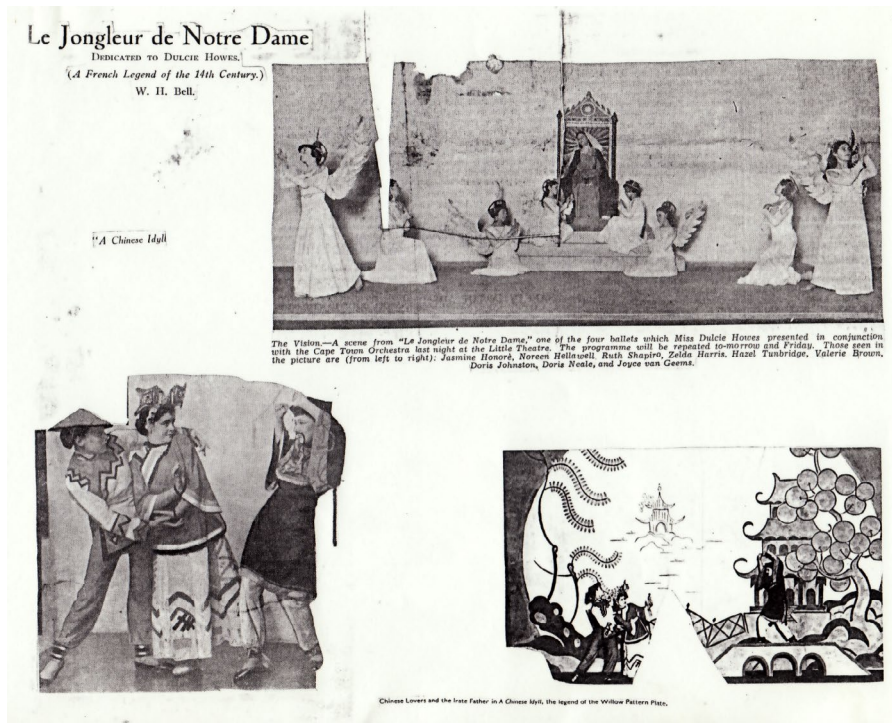 Le Jongleur de Notre Dame
Dedicated to Dulcie Howes.
(A French Legend of the 14th Century.)
W. H. Bell.
"A Chinese Idyll
The Vision.—A scene from "Le Jongleur de Notre Dame," one of the four ballets which Miss Dulcie Howes presented in conjunction
with the Cape Town Orchestra last night at the Little Theatre. The programme will be repeated to-morrow and Friday. Those seen in
the picture are (from left to right): Jasmine Honoré, Noreen Hellawell, Ruth Shapiro, Zelda Harris, Hazel Tunbridge, Valerie Brown,
Doris Johnston, Doris Neale, and Joyce van Geems.
Chinese Lovers and the Irate Father in A Chinese Idyll, the legend of the Willow Pattern Plate.